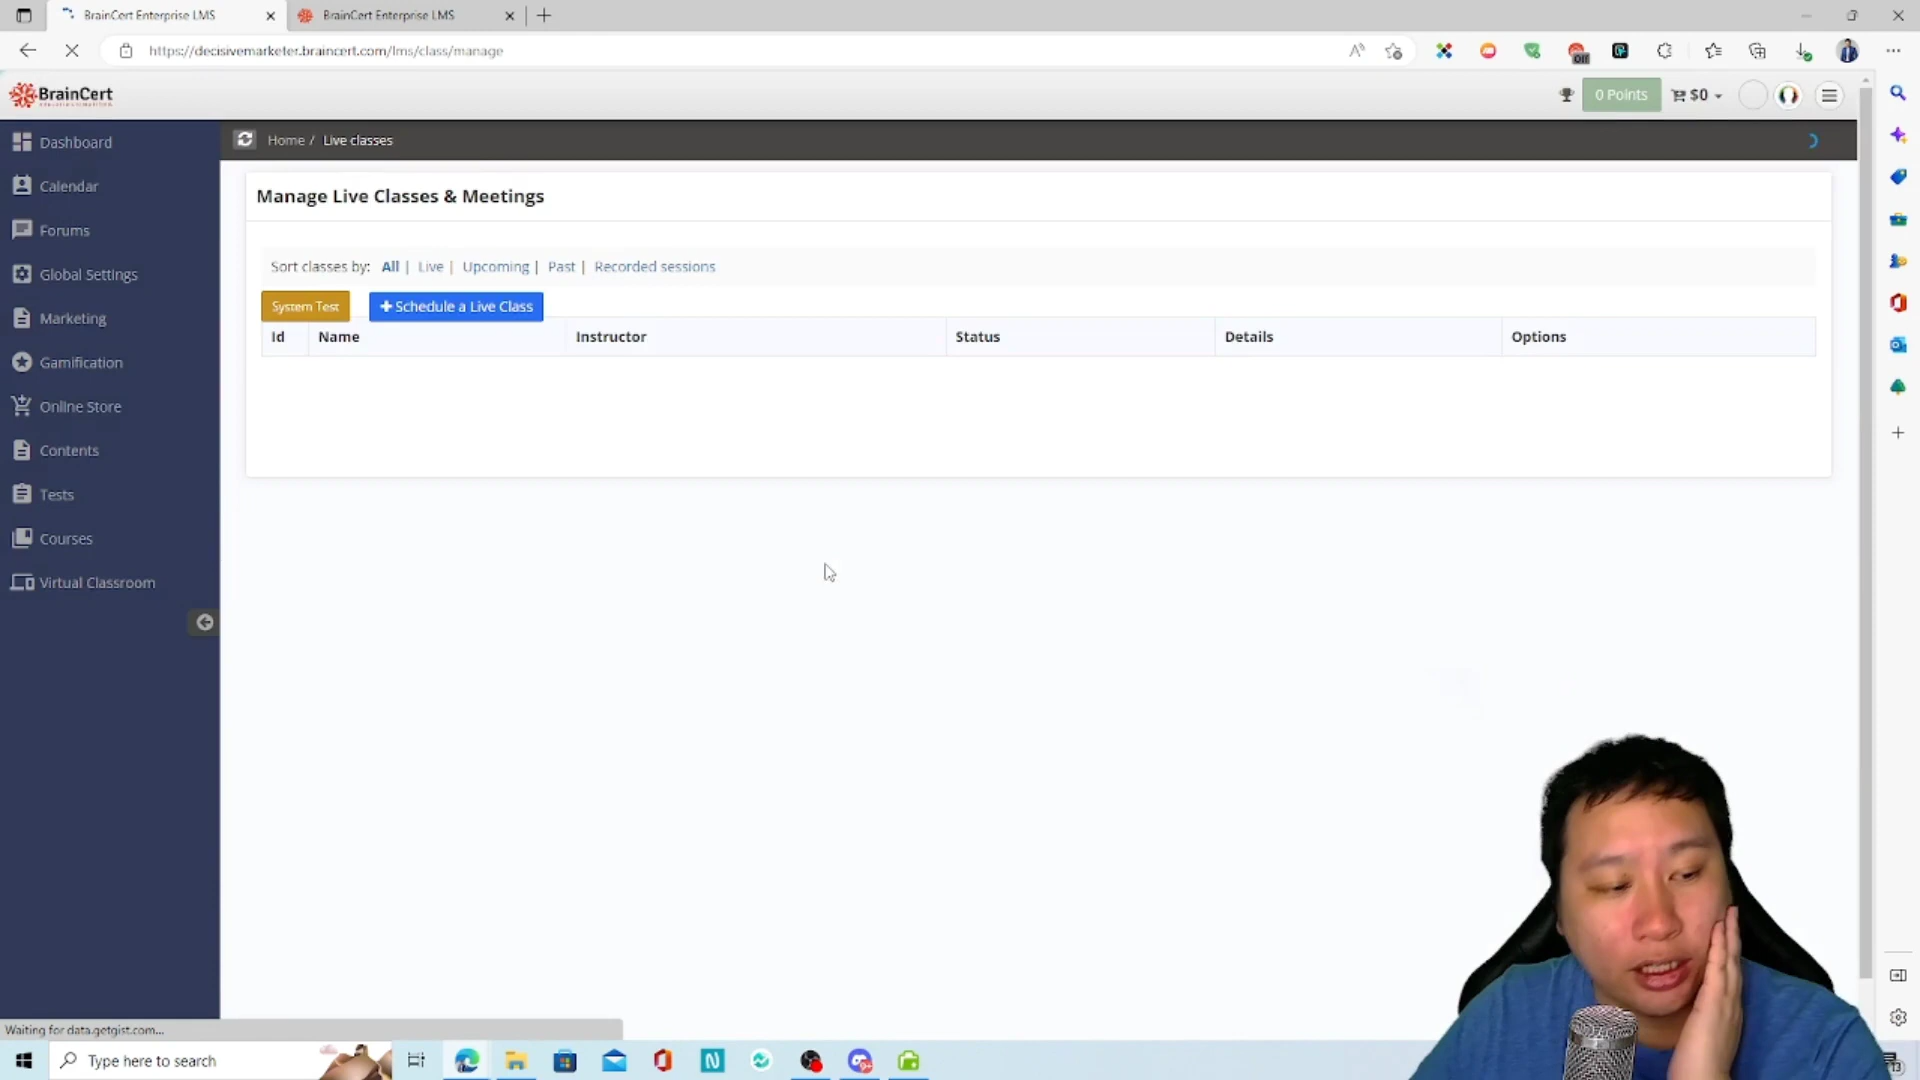 BrainCert Enterprise LMS
BrainCert Enterprise LMS
https://decisivemarketer.braincert.com/lms/class/manage
Off
BrainCert
0 Points
$0
Dashboard
Home / Live classes
Calendar
Manage Live Classes & Meetings
Forums
Sort classes by: All | Live | Upcoming | Past | Recorded sessions
Global Settings
System Test
+ Schedule a Live Class
Marketing
Id Name Instructor Status Details Options
Gamification
Online Store
Contents
Tests
Courses
Virtual Classroom
Waiting for data.getgist.com...
Type here to search
13